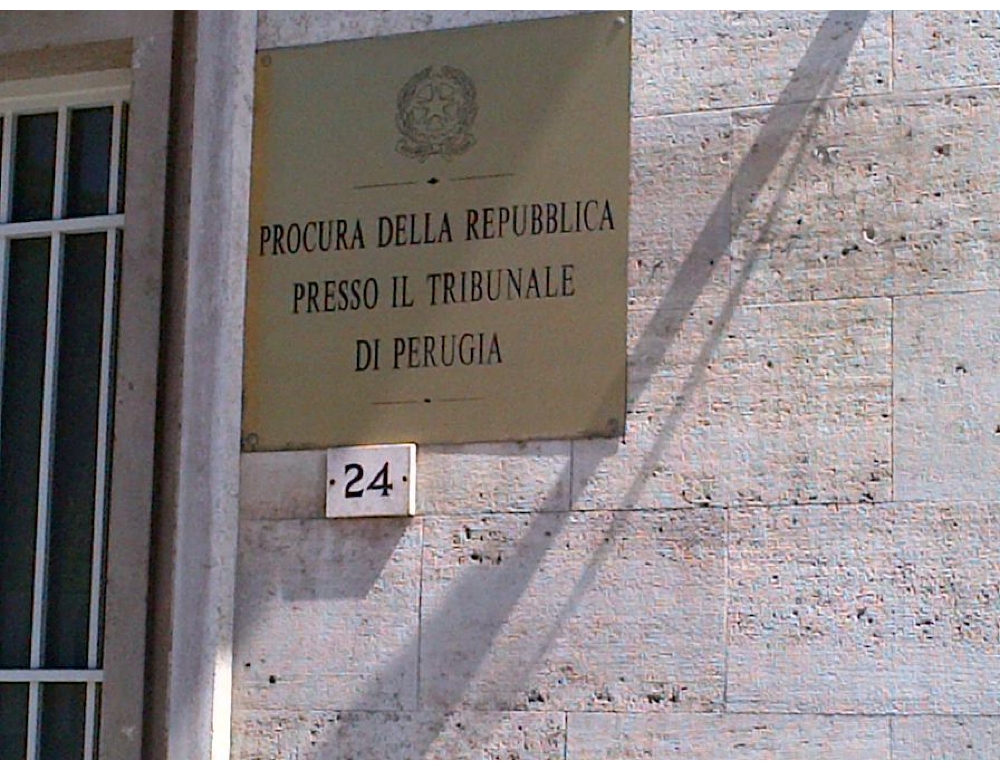 PROCURA DELLA REPUBBLICA
PRESSO IL TRIBUNALE
DI PERUGIA
24